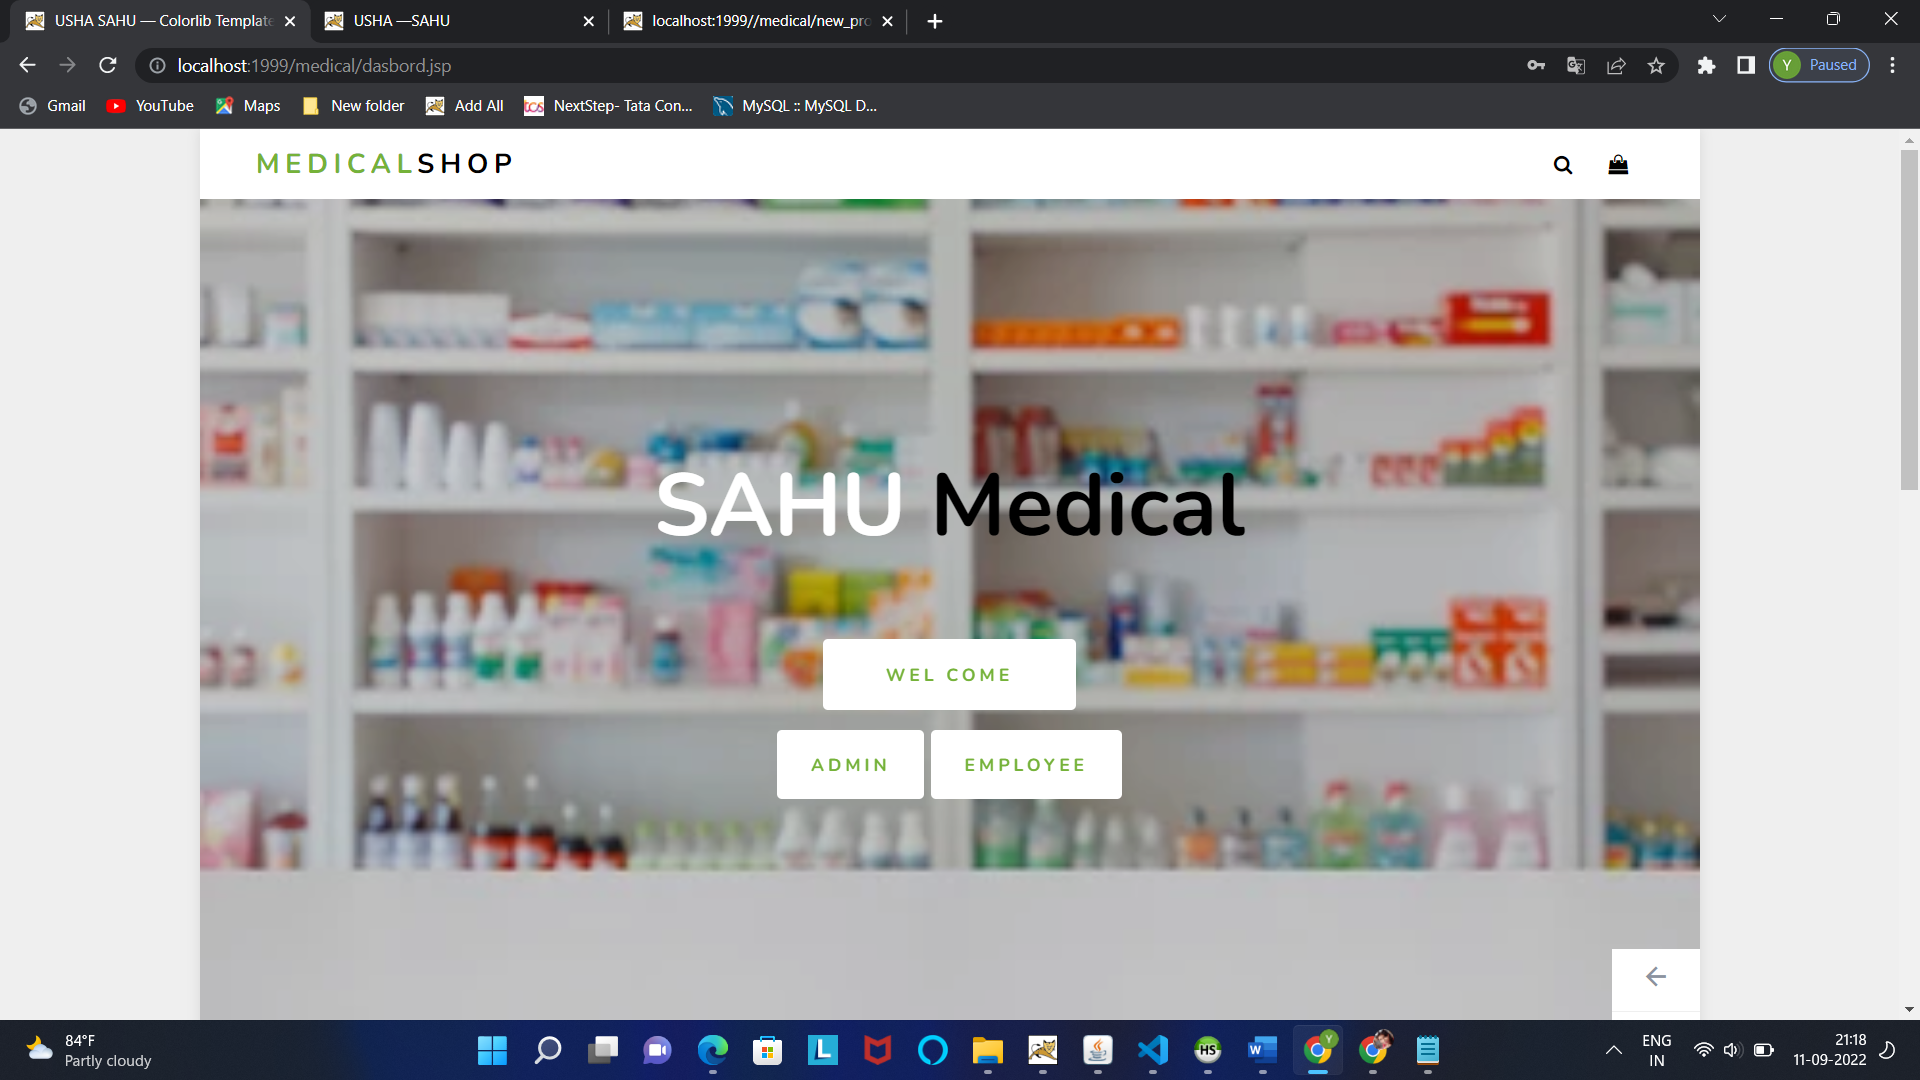 USHA SAHU — Colorlib Template
USHA —SAHU
localhost:1999//medical/new_pro
localhost:1999/medical/dasbord.jsp
Y Paused
Gmail
YouTube
Maps
New folder
Add All
tcs NextStep- Tata Con...
MySQL :: MySQL D...
MEDICALSHOP
SAHU Medical
WEL COME
ADMIN
EMPLOYEE
84°F
Partly cloudy
L
HS
W
Y
ENG
IN
21:18
11-09-2022